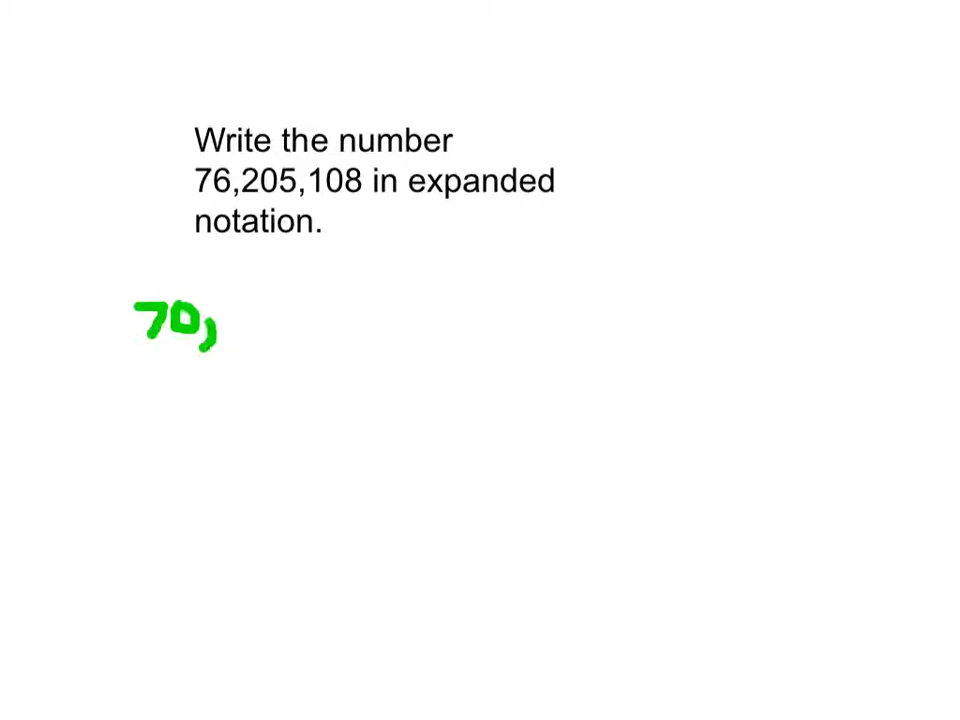 Write the number
76,205,108 in expanded
notation.
70,